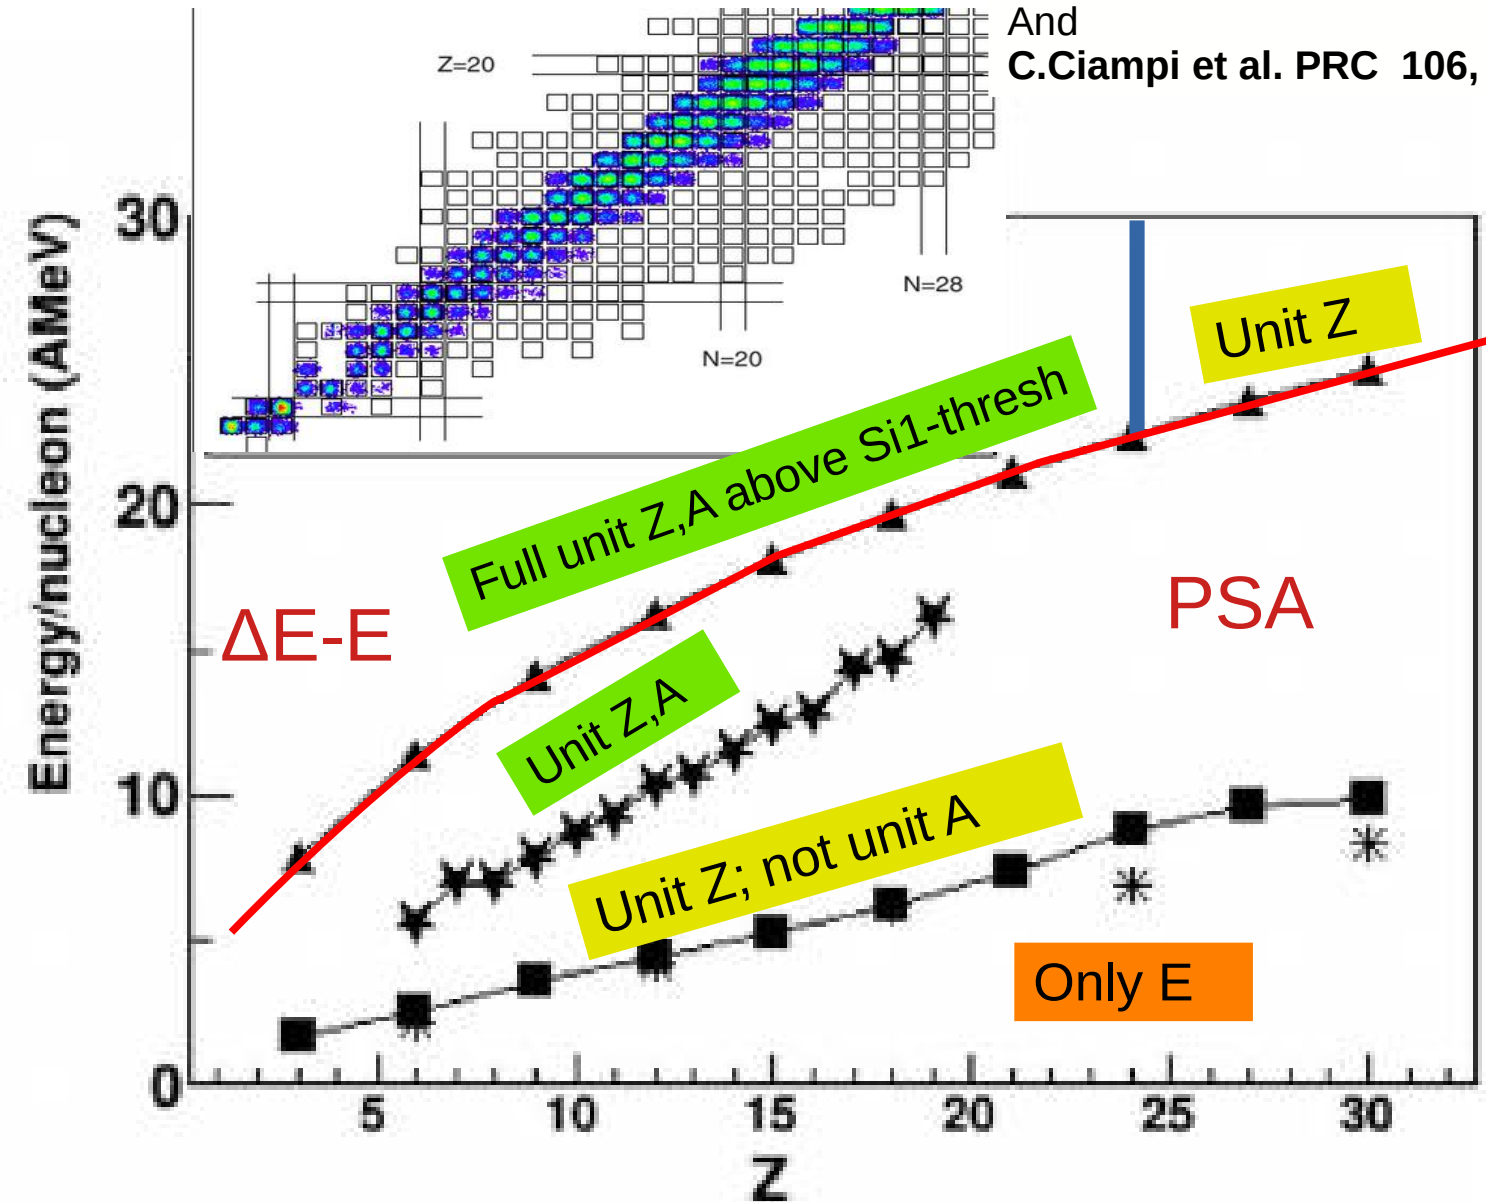 And
C.Ciampi et al. PRC 106,
Z=20
N=28
N=20
30
20
10
0
Energy/nucleon (AMeV)
Unit Z
Full unit Z,A above Si1-thresh
ΔE-E
PSA
Unit Z,A
Unit Z; not unit A
Only E
5
10
15
20
25
30
Z